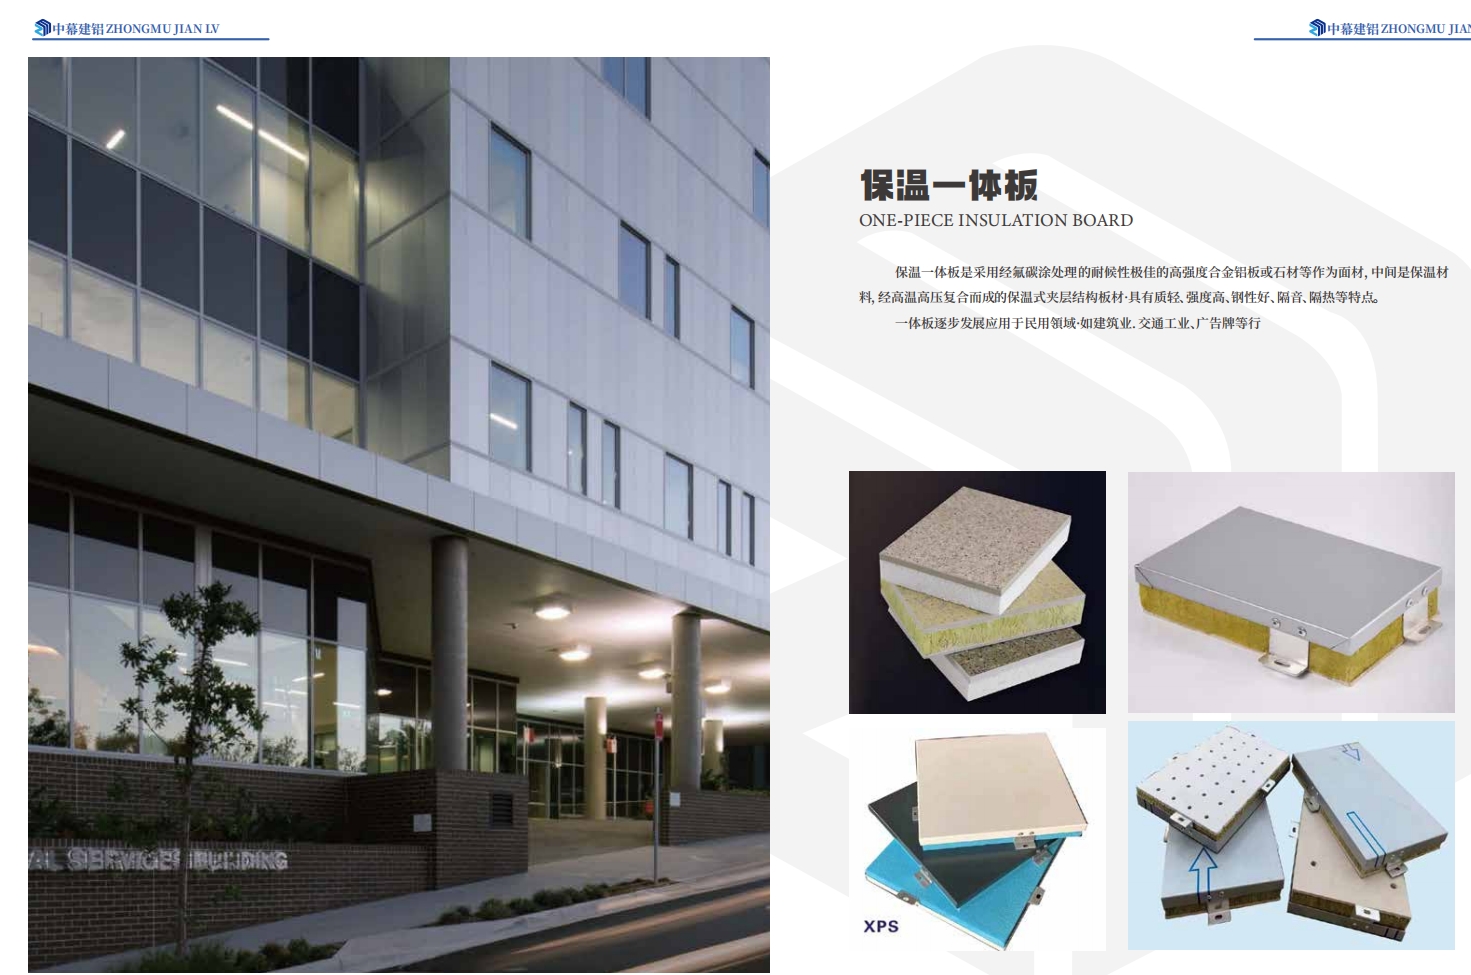 中幕建铝 ZHONGMU JIAN LV
中幕建铝 ZHONGMU JIAN
保温一体板
ONE-PIECE INSULATION BOARD
保温一体板是采用经氟碳涂处理的耐候性极佳的高强度合金铝板或石材等作为面材, 中间是保温材
料, 经高温高压复合而成的保温式夹层结构板材·具有质轻、强度高、钢性好、隔音、隔热等特点。
一体板逐步发展应用于民用领域·如建筑业. 交通工业、广告牌等行
AL SERVICES BUILDING
XPS